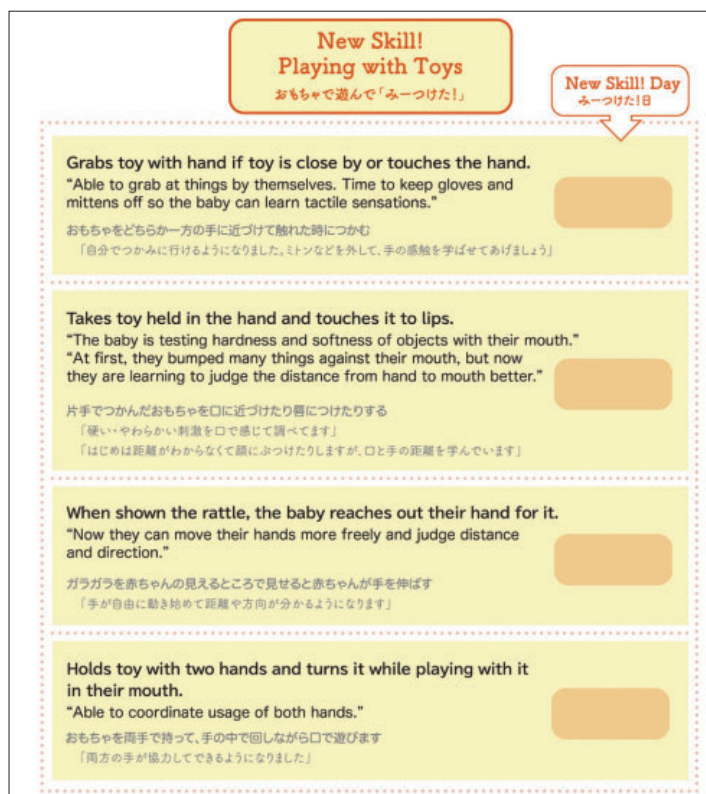 New Skill!
Playing with Toys
おもちゃで遊んで「みーつけた！」
New Skill! Day
みーつけた！日
Grabs toy with hand if toy is close by or touches the hand.
“Able to grab at things by themselves. Time to keep gloves and
mittens off so the baby can learn tactile sensations.”
おもちゃをどちらか一方の手に近づけて触れた時につかむ
「自分でつかみに行けるようになりました。ミトンなどを外して、手の感触を学ばせてあげましょう」
Takes toy held in the hand and touches it to lips.
“The baby is testing hardness and softness of objects with their mouth.”
“At first, they bumped many things against their mouth, but now
they are learning to judge the distance from hand to mouth better.”
片手でつかんだおもちゃを口に近づけたり唇につけたりする
「硬い・やわらかい刺激を口で感じて調べてます」
「はじめは距離がわからなくて顔にぶつけたりしますが、口と手の距離を学んでいます」
When shown the rattle, the baby reaches out their hand for it.
“Now they can move their hands more freely and judge distance
and direction.”
ガラガラを赤ちゃんの見えるところで見せると赤ちゃんが手を伸ばす
「手が自由に動き始めて距離や方向が分かるようになります」
Holds toy with two hands and turns it while playing with it
in their mouth.
“Able to coordinate usage of both hands.”
おもちゃを両手で持って、手の中で回しながら口で遊びます
「両方の手が協力してできるようになりました」